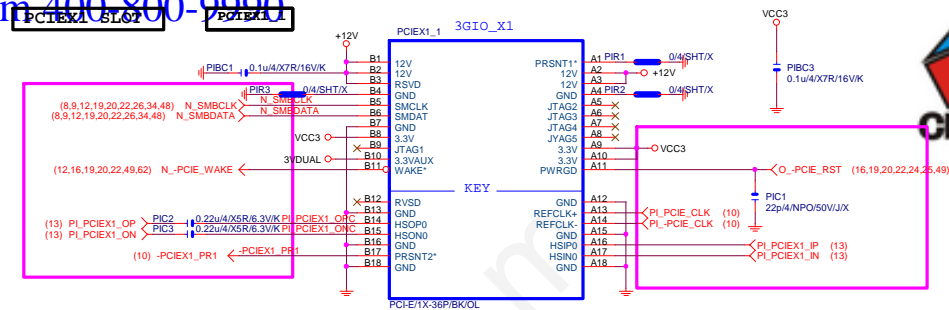 m 400-800-9990
PCIEX1 SLOT
PCIEX1_1
PCIEX1_1
3GIO_X1
VCC3
+12V
PIBC1
0.1u/4/X7R/16V/K
PIR3
0/4/SHT/X
B1 12V
B2 12V
B3 RSVD
B4 GND
B5 SMCLK
B6 SMDAT
B7 GND
B8 3.3V
B9 JTAG1
B10 3.3VAUX
B11 WAKE*
KEY
B12 RVSD
B13 GND
B14 HSOP0
B15 HSON0
B16 GND
B17 PRSNT2*
B18 GND
PRSNT1* A1
12V A2
12V A3
GND A4
JTAG2 A5
JTAG3 A6
JTAG4 A7
JYAG5 A8
3.3V A9
3.3V A10
PWRGD A11
GND A12
REFCLK+ A13
REFCLK- A14
GND A15
HSIP0 A16
HSIN0 A17
GND A18
PIR1 0/4/SHT/X
+12V
PIR2 0/4/SHT/X
PIBC3
0.1u/4/X7R/16V/K
(8,9,12,19,20,22,26,34,48) N_SMBCLK N_SMBCLK
(8,9,12,19,20,22,26,34,48) N_SMBDATA N_SMBDATA
VCC3
3VDUAL
(12,16,19,20,22,24,49,62) N_-PCIE_WAKE
(13) PI_PCIEX1_OP PIC2 0.22u/4/X5R/6.3V/K PI_PCIEX1_OPC
(13) PI_PCIEX1_ON PIC3 0.22u/4/X5R/6.3V/K PI_PCIEX1_ONC
(10) -PCIEX1_PR1 -PCIEX1_PR1
VCC3
O_-PCIE_RST (16,19,20,22,24,25,49)
PIC1
22p/4/NPO/50V/J/X
PI_PCIE_CLK (10)
PI_-PCIE_CLK (10)
PI_PCIEX1_IP (13)
PI_PCIEX1_IN (13)
PCI-E/1X-36P/BK/OL